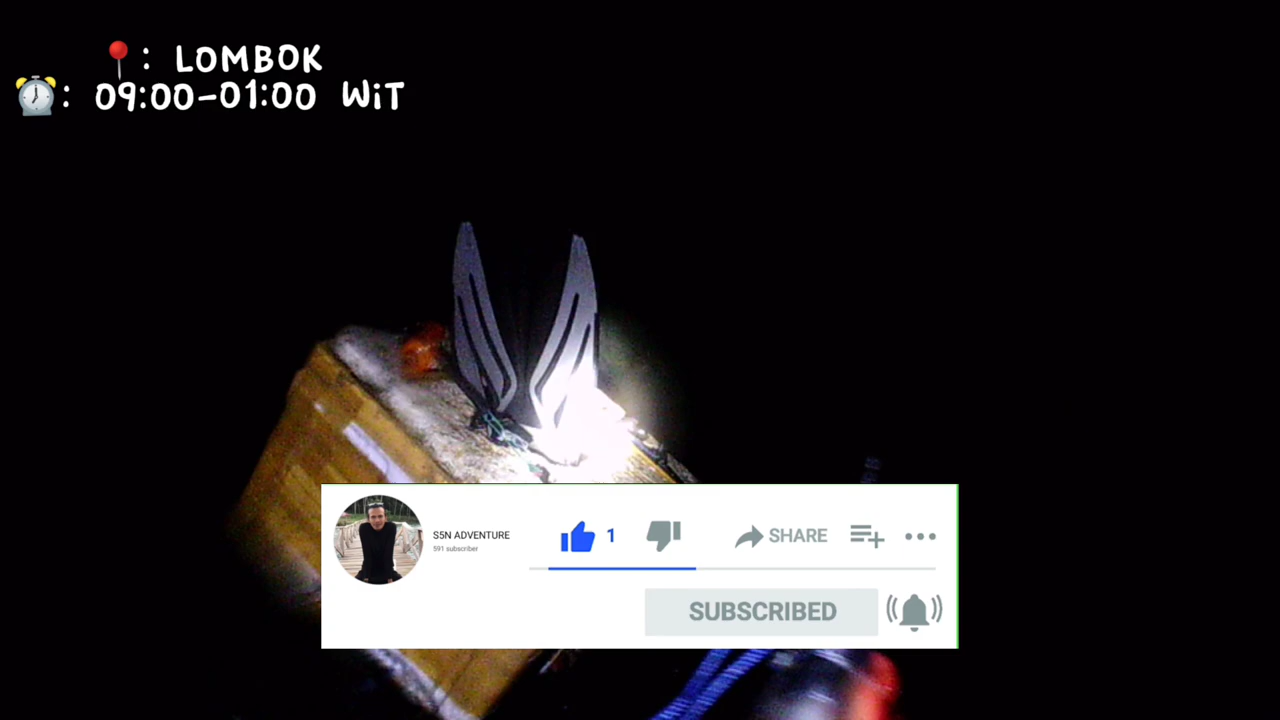 📍: LOMBOK
⏰: 09:00-01:00 WiT
S5N ADVENTURE
591 subscriber
1
SHARE
SUBSCRIBED